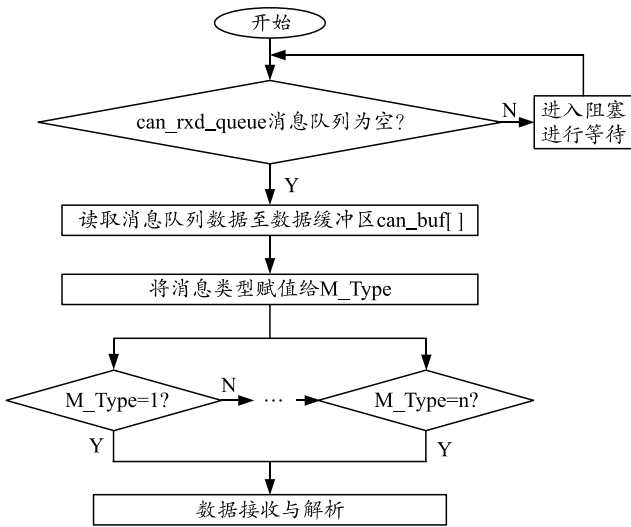 开始
can_rxd_queue消息队列为空?
N
进入阻塞
进行等待
Y
读取消息队列数据至数据缓冲区can_buf[ ]
将消息类型赋值给M_Type
M_Type=1?
N
…
M_Type=n?
Y
Y
数据接收与解析